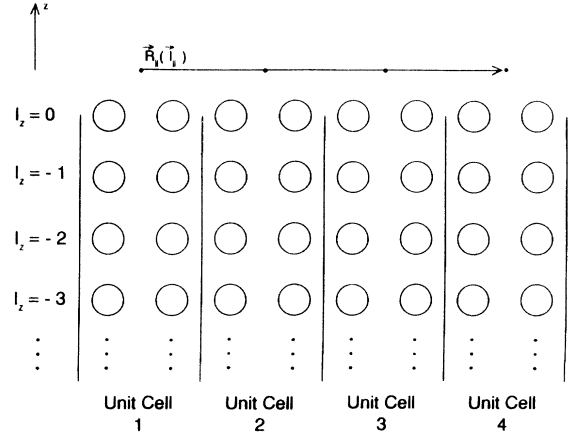 z
R⃗||(l⃗||)
l_z = 0
l_z = - 1
l_z = - 2
l_z = - 3
Unit Cell Unit Cell Unit Cell Unit Cell
1 2 3 4